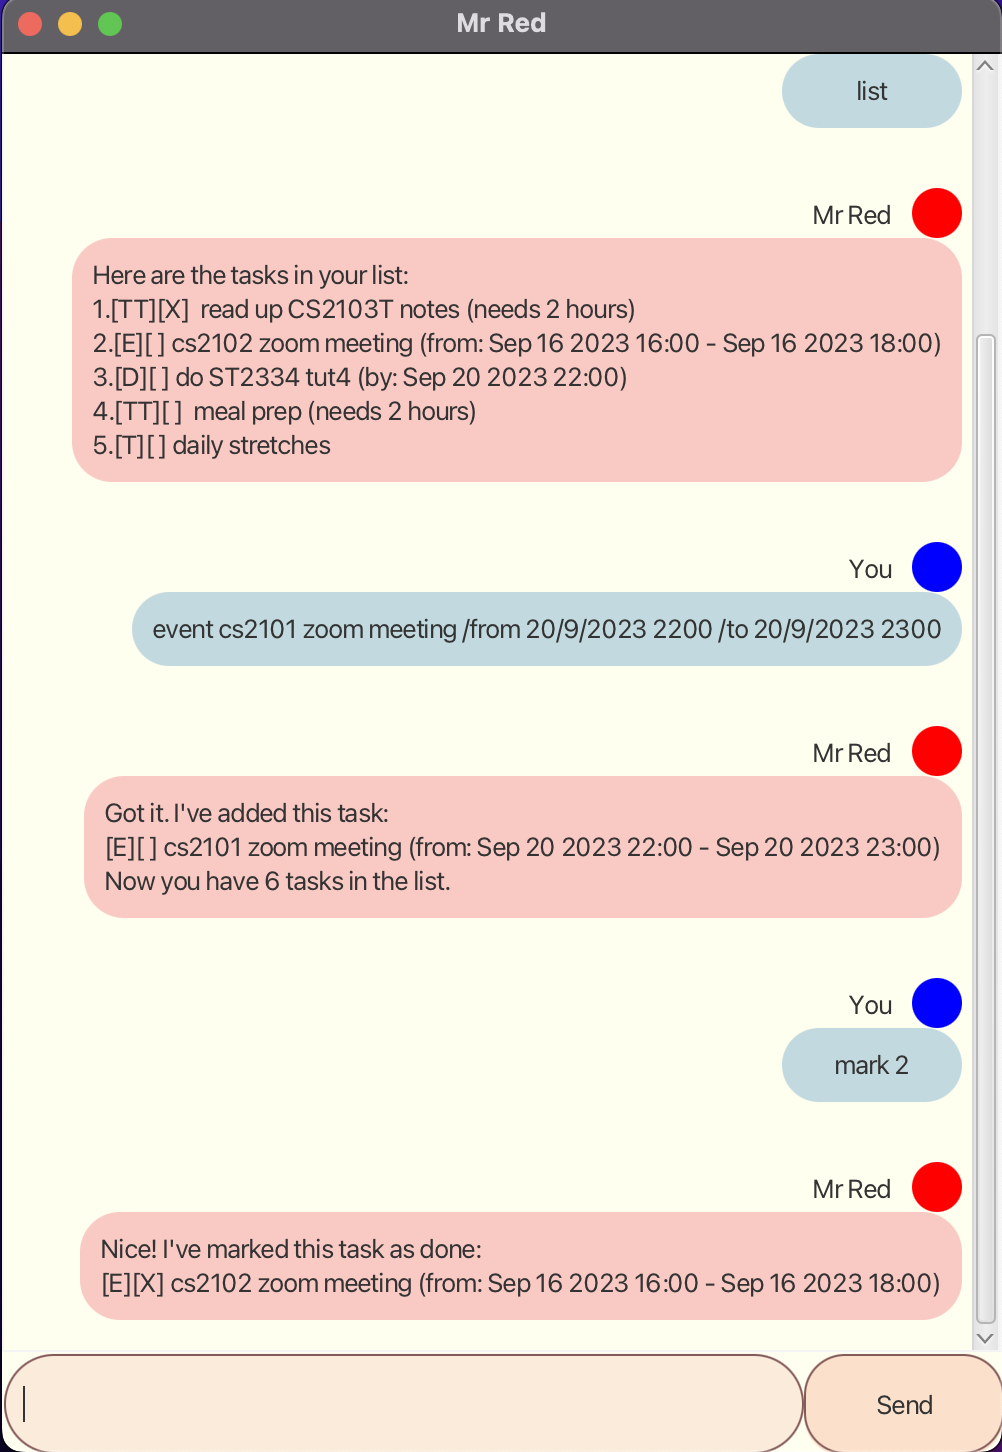 Mr Red
list
Mr Red
Here are the tasks in your list:
1.[TT][X]  read up CS2103T notes (needs 2 hours)
2.[E][ ] cs2102 zoom meeting (from: Sep 16 2023 16:00 - Sep 16 2023 18:00)
3.[D][ ] do ST2334 tut4 (by: Sep 20 2023 22:00)
4.[TT][ ]  meal prep (needs 2 hours)
5.[T][ ] daily stretches
You
event cs2101 zoom meeting /from 20/9/2023 2200 /to 20/9/2023 2300
Mr Red
Got it. I've added this task:
[E][ ] cs2101 zoom meeting (from: Sep 20 2023 22:00 - Sep 20 2023 23:00)
Now you have 6 tasks in the list.
You
mark 2
Mr Red
Nice! I've marked this task as done:
[E][X] cs2102 zoom meeting (from: Sep 16 2023 16:00 - Sep 16 2023 18:00)
Send